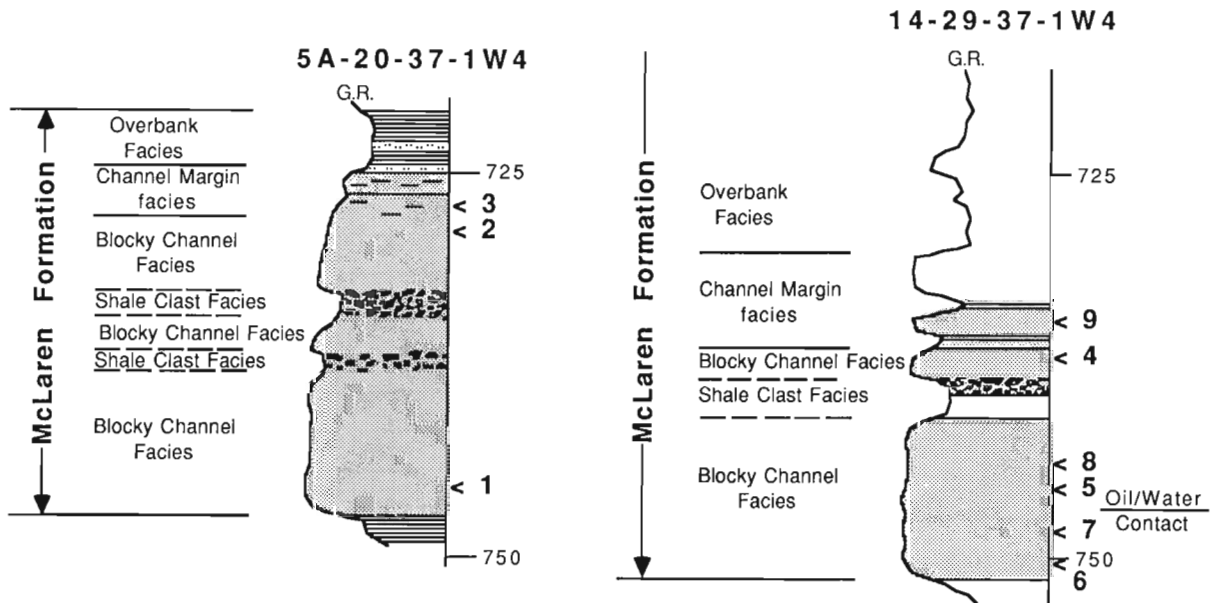 5A-20-37-1W4
G.R.
McLaren Formation
Overbank
Facies
Channel Margin
facies
Blocky Channel
Facies
Shale Clast Facies
Blocky Channel Facies
Shale Clast Facies
Blocky Channel
Facies
725
< 3
< 2
< 1
750
14-29-37-1W4
G.R.
McLaren Formation
725
Overbank
Facies
Channel Margin
facies
Blocky Channel Facies
Shale Clast Facies
Blocky Channel
Facies
< 9
< 4
< 8
< 5
Oil/Water
Contact
< 7
750
< 6